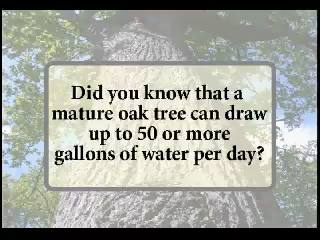 Did you know that a
mature oak tree can draw
up to 50 or more
gallons of water per day?